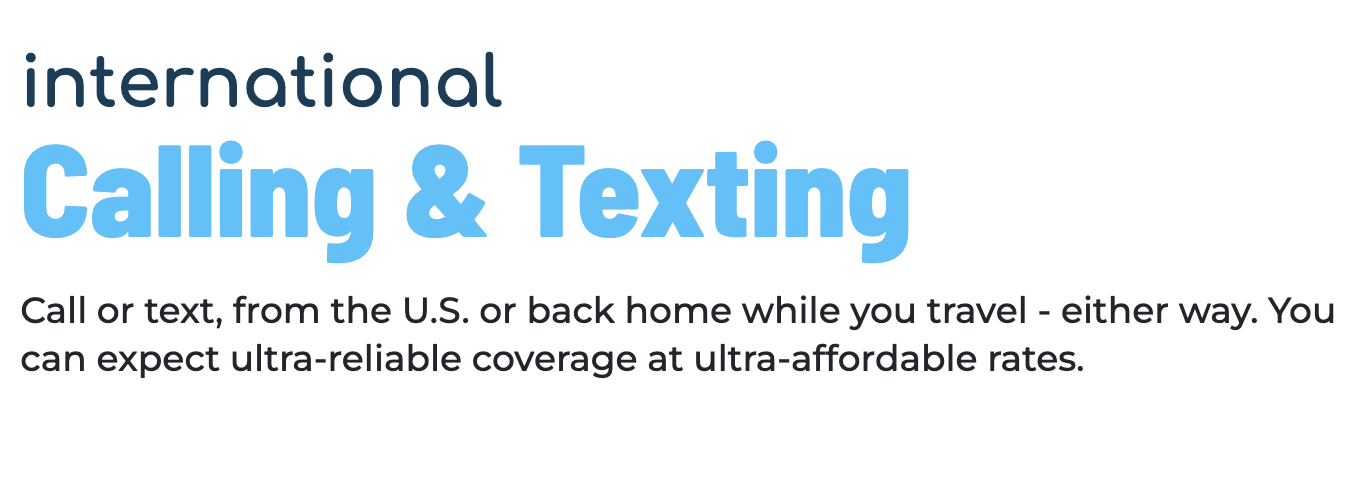 international
Calling & Texting
Call or text, from the U.S. or back home while you travel - either way. You
can expect ultra-reliable coverage at ultra-affordable rates.